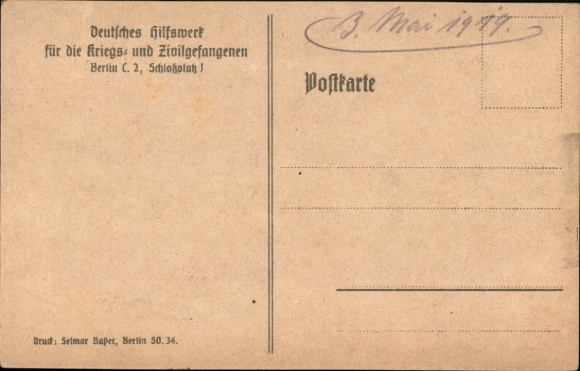 Deutsches Hilfswerk
für die Kriegs- und Zivilgefangenen
Berlin C. 2, Schloßplatz 1
3. Mai 1919.
Postkarte
Druck: Selmar Bayer, Berlin SO. 36.